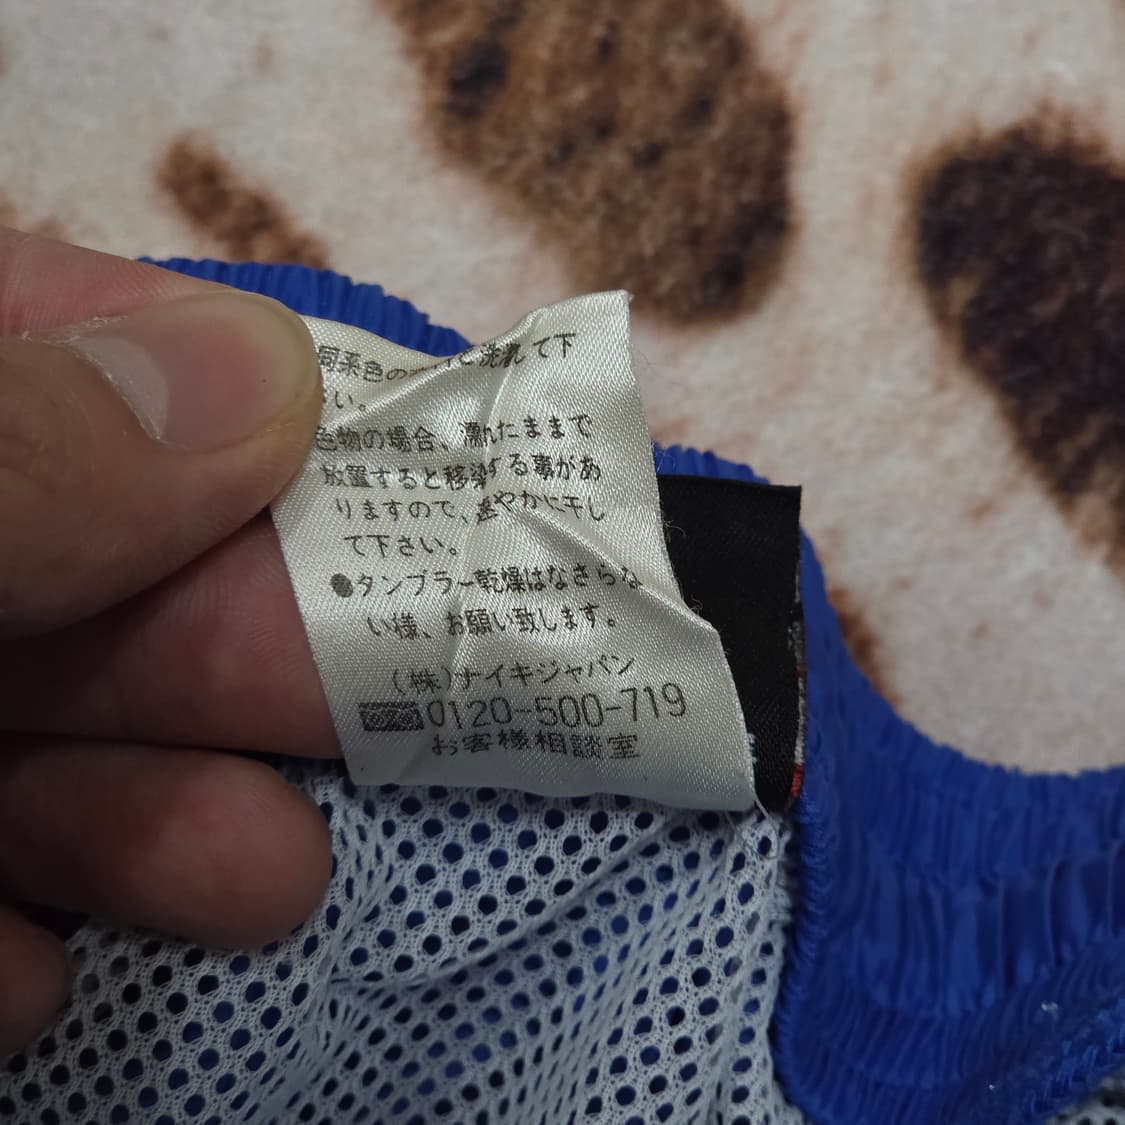 同系色の
洗って下
さい。
色物の場合、濡れたままで
放置すると移染する事があ
りますので、速やかに干し
て下さい。
●タンブラー乾燥はなさらな
い様、お願い致します。
(株)ナイキジャパン
0120-500-719
お客様相談室